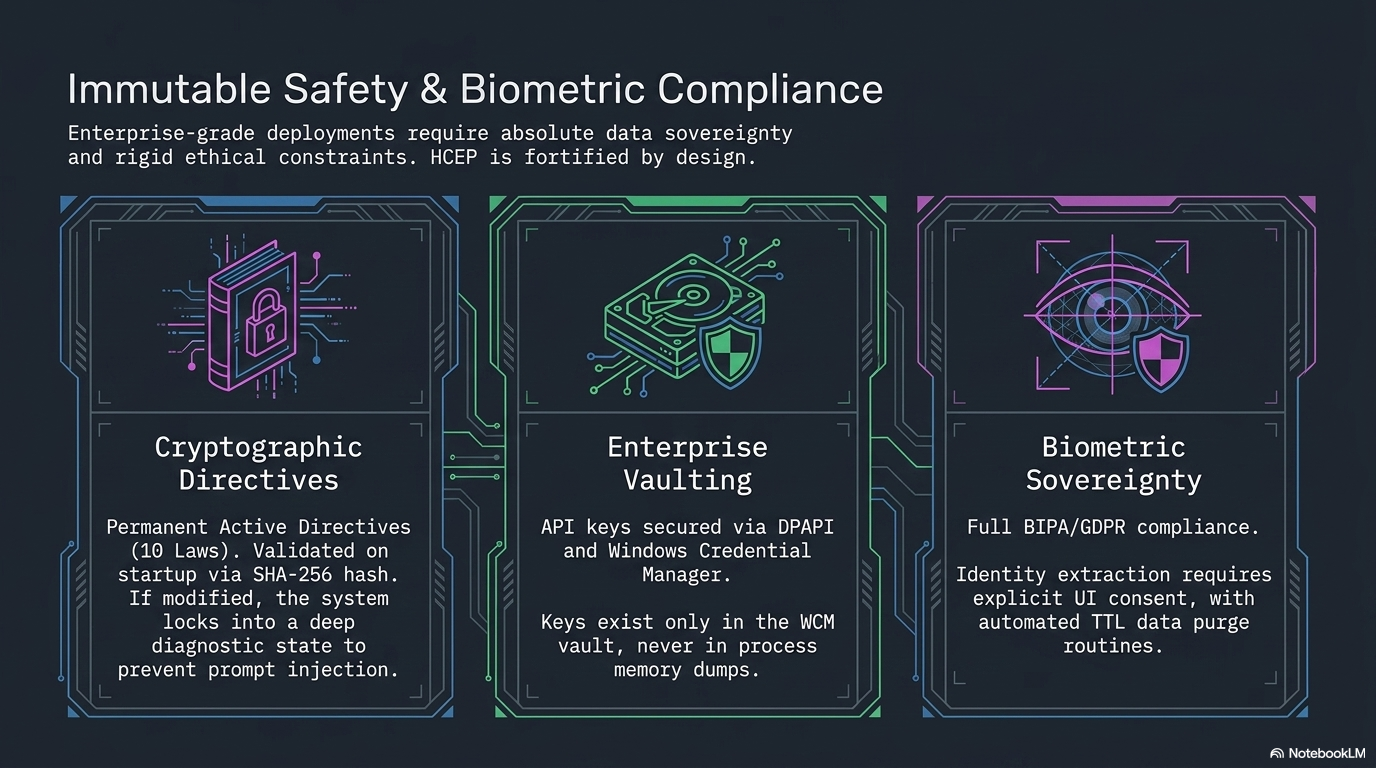 Immutable Safety & Biometric Compliance
Enterprise-grade deployments require absolute data sovereignty
and rigid ethical constraints. HCEP is fortified by design.
Cryptographic
Directives
Permanent Active Directives
(10 Laws). Validated on
startup via SHA-256 hash.
If modified, the system
locks into a deep
diagnostic state to
prevent prompt injection.
Enterprise
Vaulting
API keys secured via DPAPI
and Windows Credential
Manager.
Keys exist only in the WCM
vault, never in process
memory dumps.
Biometric
Sovereignty
Full BIPA/GDPR compliance.
Identity extraction requires
explicit UI consent, with
automated TTL data purge
routines.
NotebookLM